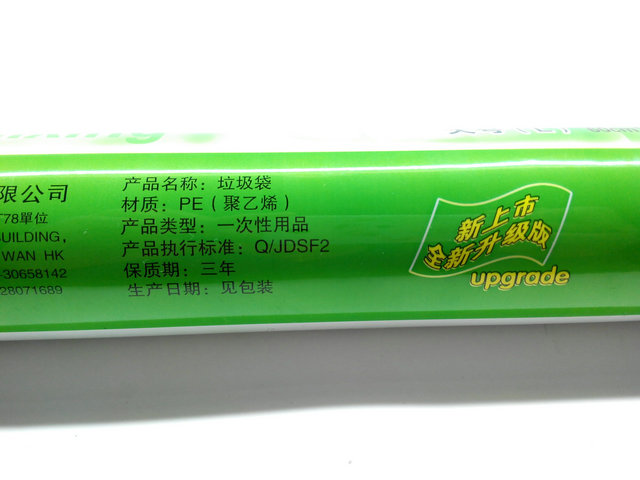 限公司
T78單位
BUILDING,
WAN HK
-30658142
28071689
产品名称：垃圾袋
材质：PE（聚乙烯）
产品类型：一次性用品
产品执行标准：Q/JDSF2
保质期：三年
生产日期：见包装
新上市
全新升级版
upgrade